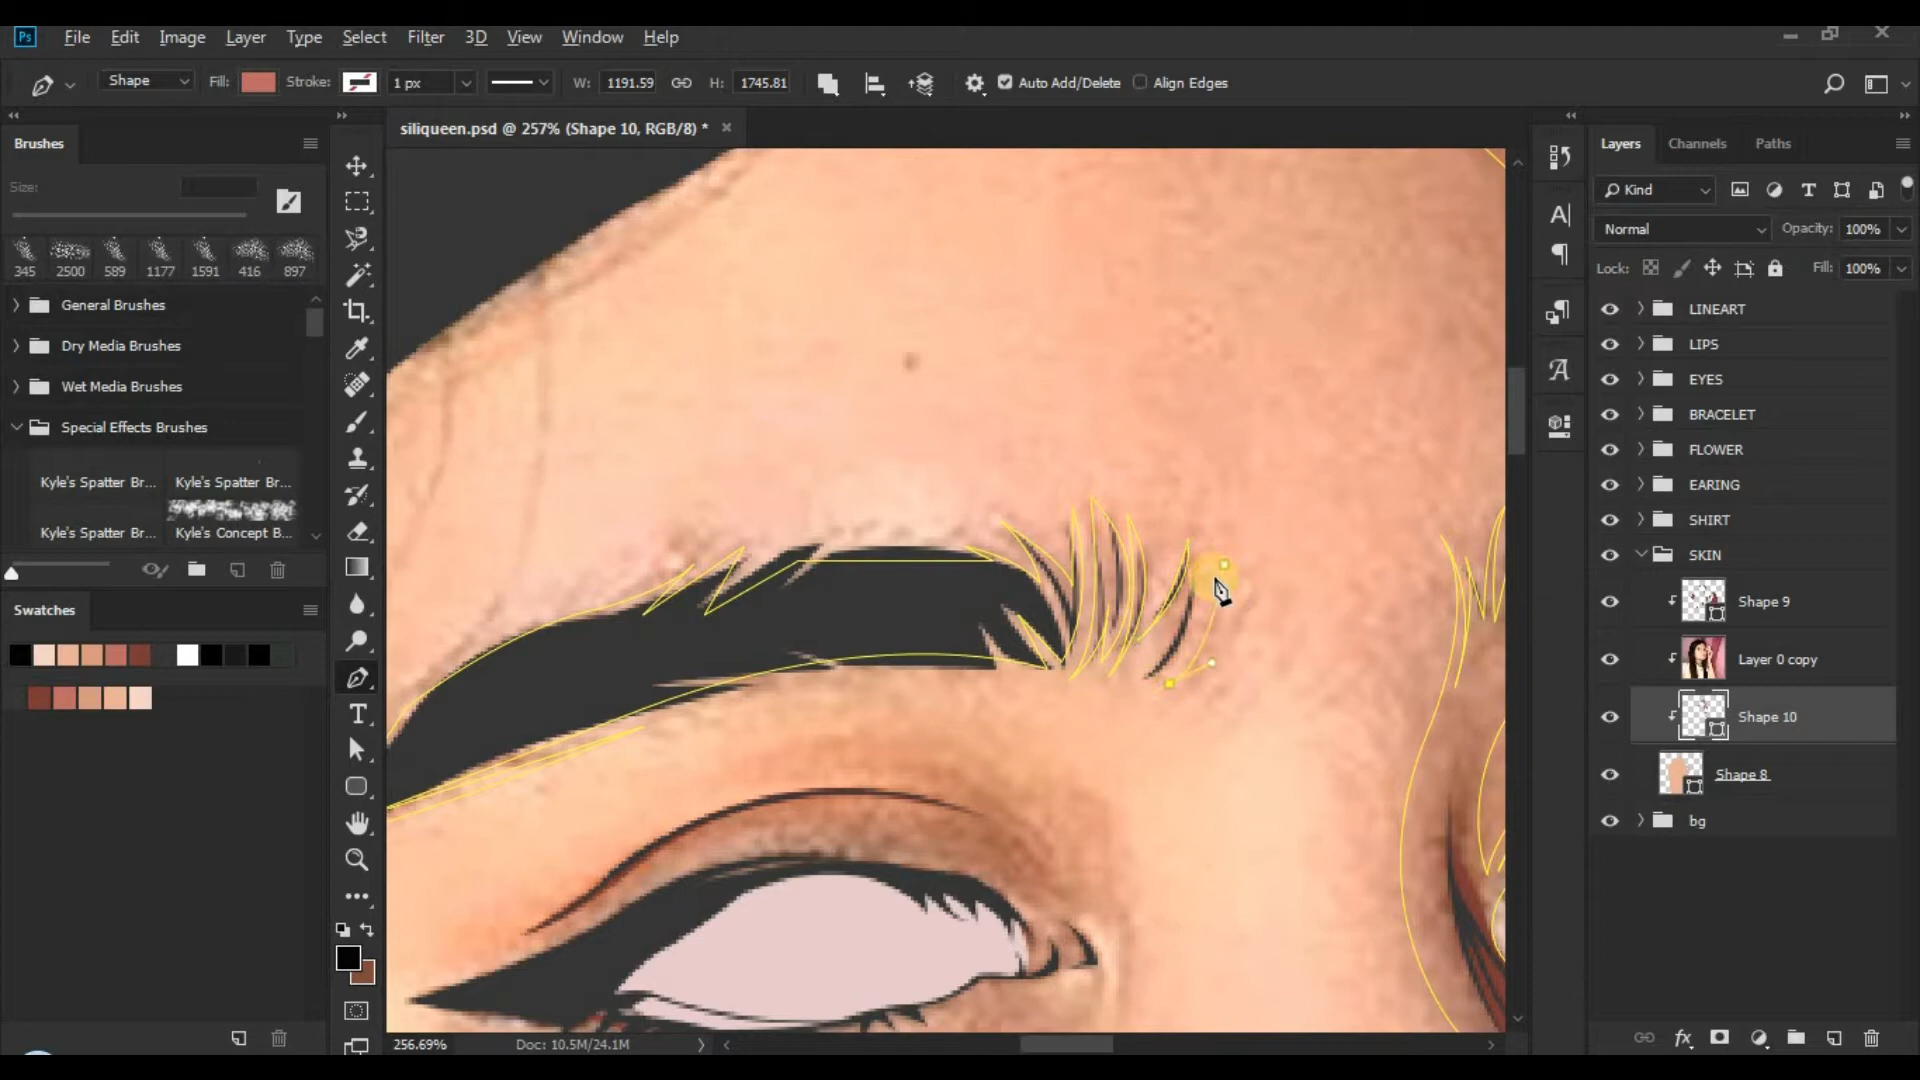 Ps File Edit Image Layer Type Select Filter 3D View Window Help
Shape Fill: Stroke: 1 px W: 1191.59 H: 1745.81 Auto Add/Delete Align Edges
Brushes
siliqueen.psd @ 257% (Shape 10, RGB/8) *
Layers Channels Paths
Size:
Kind
345 2500 589 1177 1591 416 897
Normal Opacity: 100%
Lock: Fill: 100%
General Brushes
Dry Media Brushes
Wet Media Brushes
Special Effects Brushes
Kyle's Spatter Br... Kyle's Spatter Br...
Kyle's Spatter Br... Kyle's Concept B...
Swatches
LINEART
LIPS
EYES
BRACELET
FLOWER
EARING
SHIRT
SKIN
Shape 9
Layer 0 copy
Shape 10
Shape 8
bg
256.69% Doc: 10.5M/24.1M